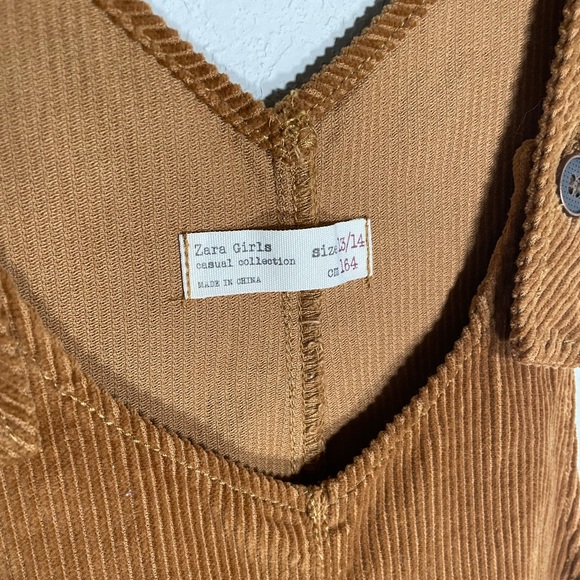 Zara Girls size 13/14
casual collection cm 164
MADE IN CHINA